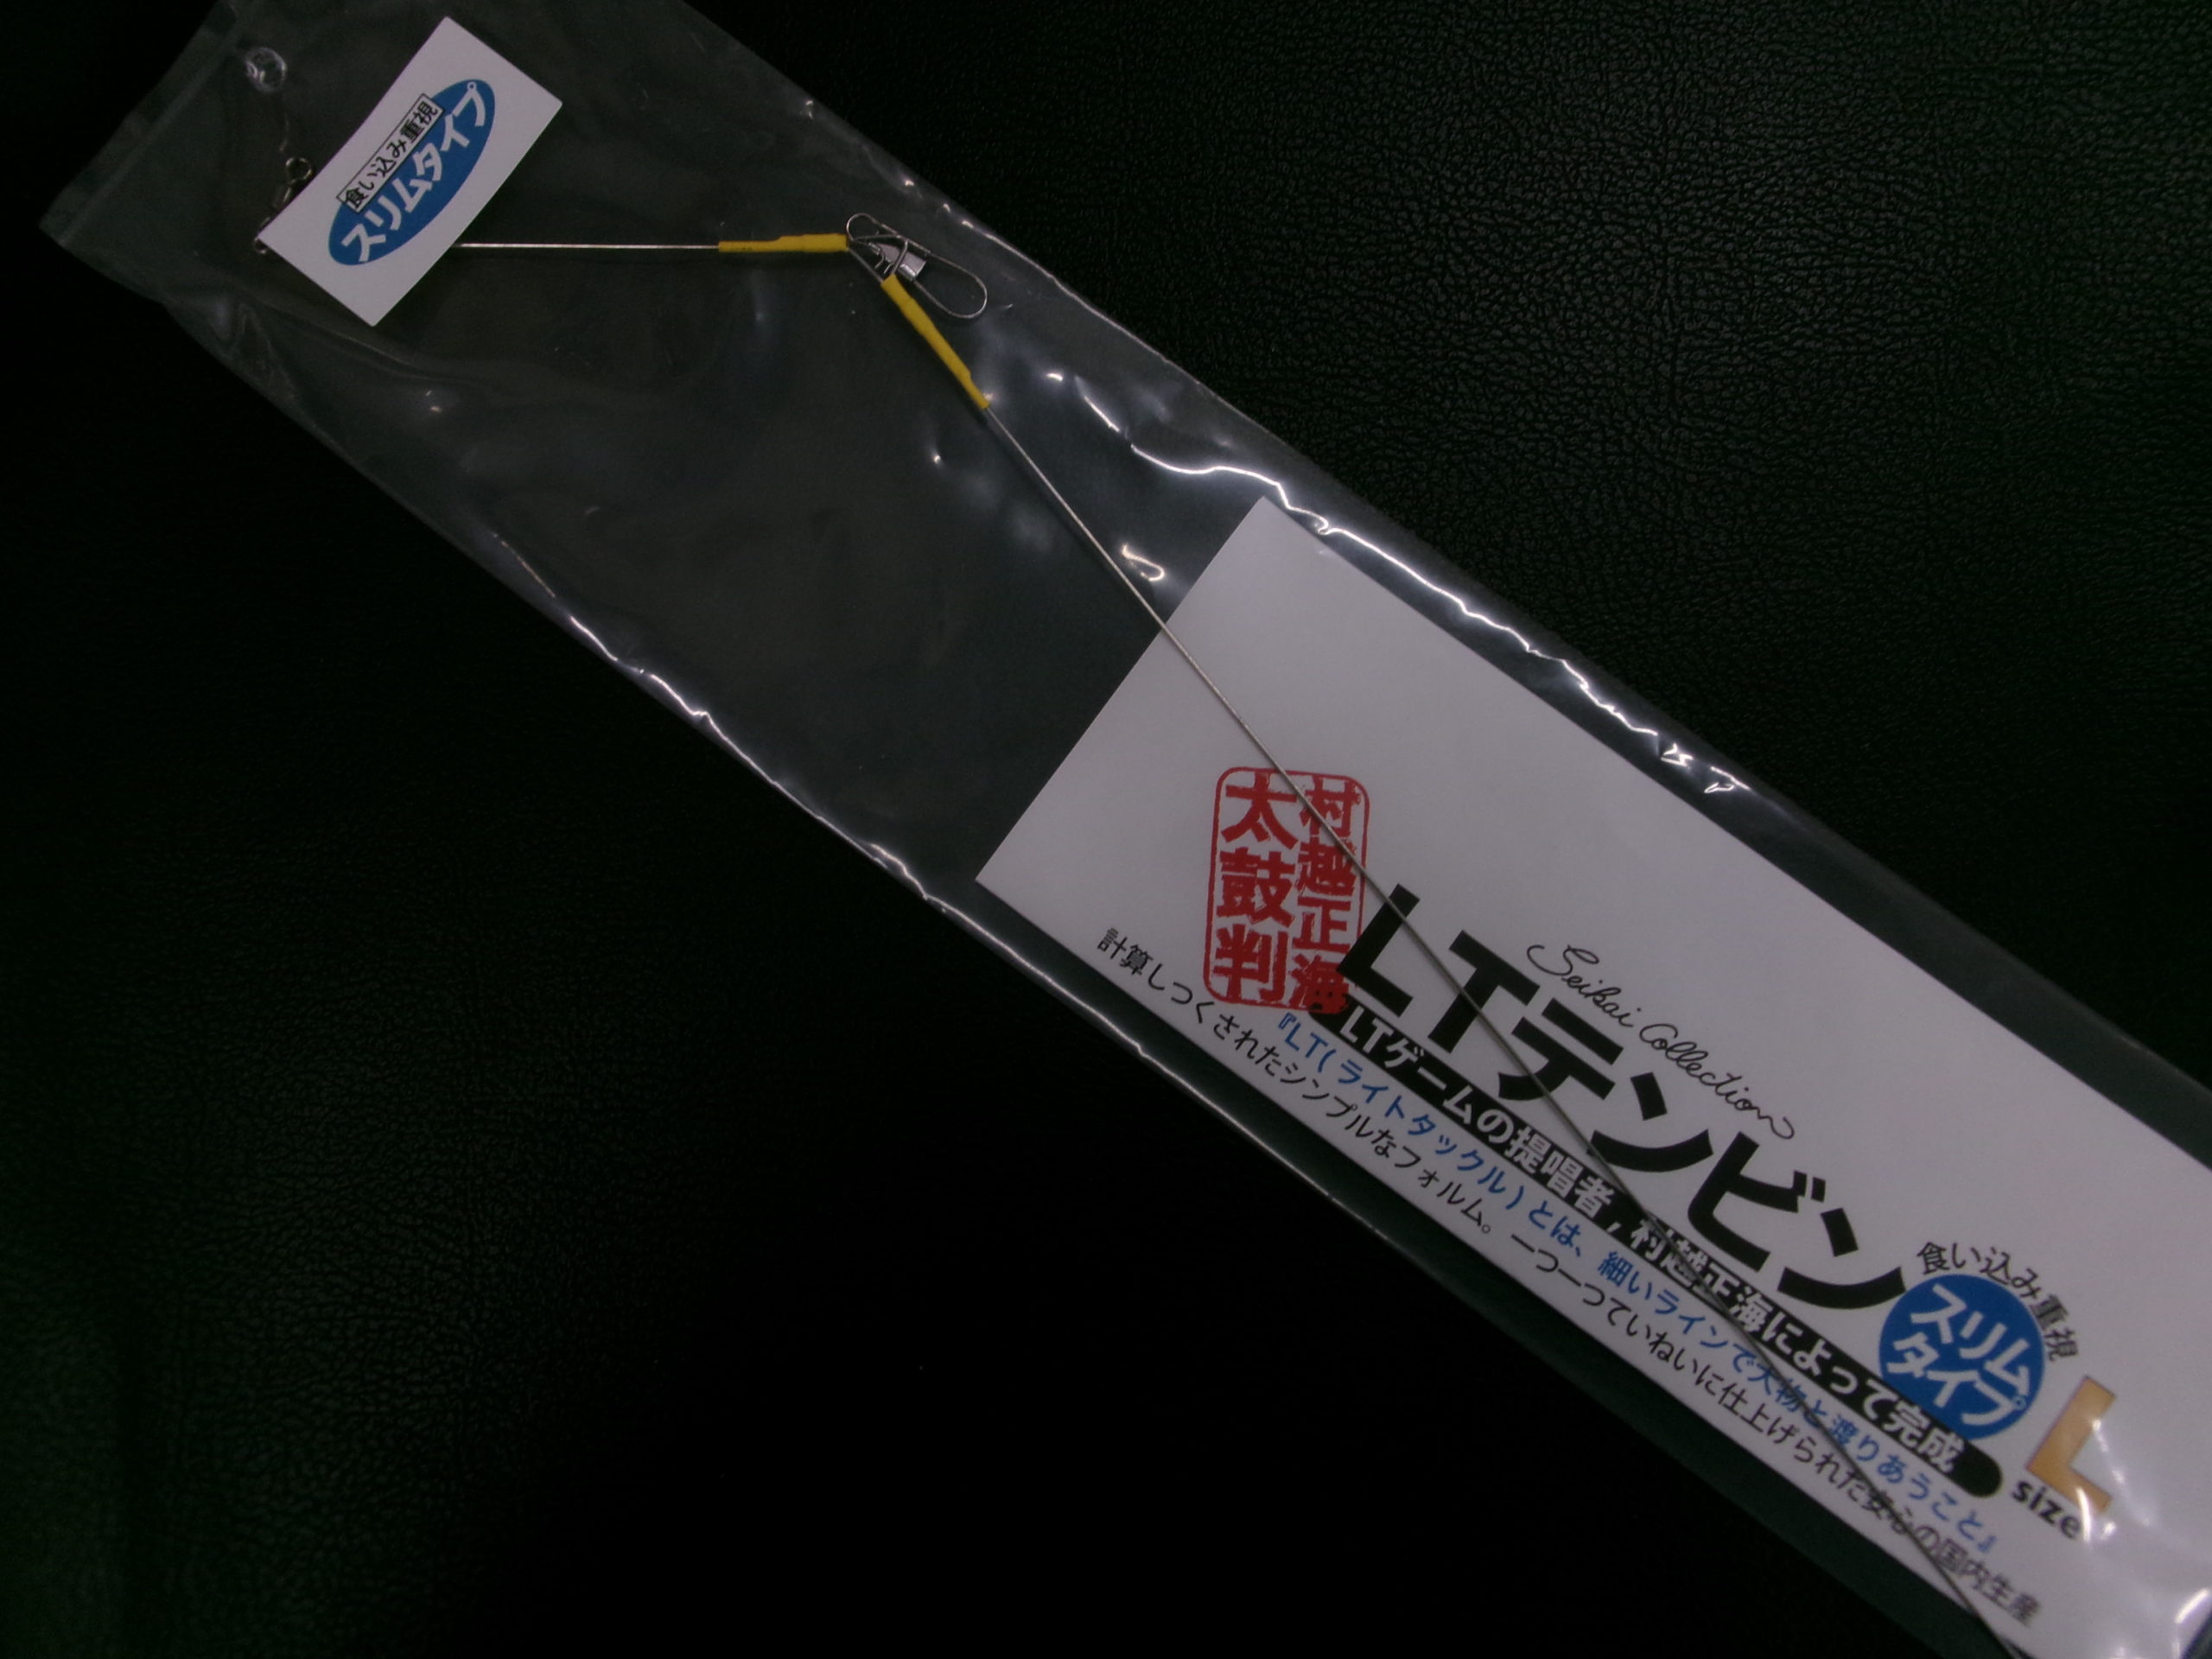 食い込み重視
スリムタイプ
村越正海
太鼓判
Seikai Collection
LTテンビン
食い込み重視
スリム
タイプ
L
size
LTゲームの提唱者,村越正海によって完成
『LT(ライトタックル)とは、細いラインで大物と渡りあうこと』
計算しつくされたシンプルなフォルム。一つ一つていねいに仕上げられた安心の国内生産